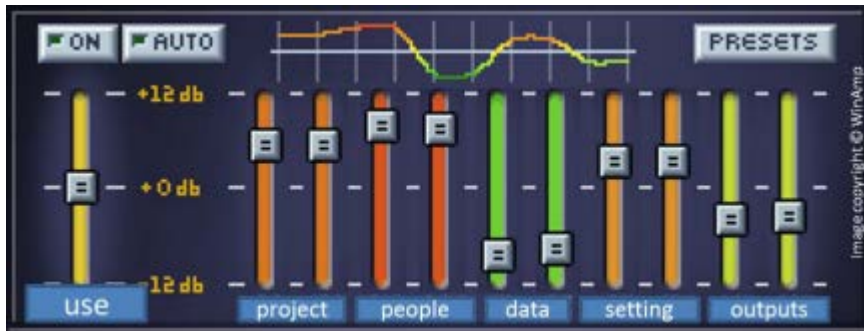 ON AUTO PRESETS
+12 db
+0 db
-12 db
use project people data setting outputs
Image copyright © WinAmp